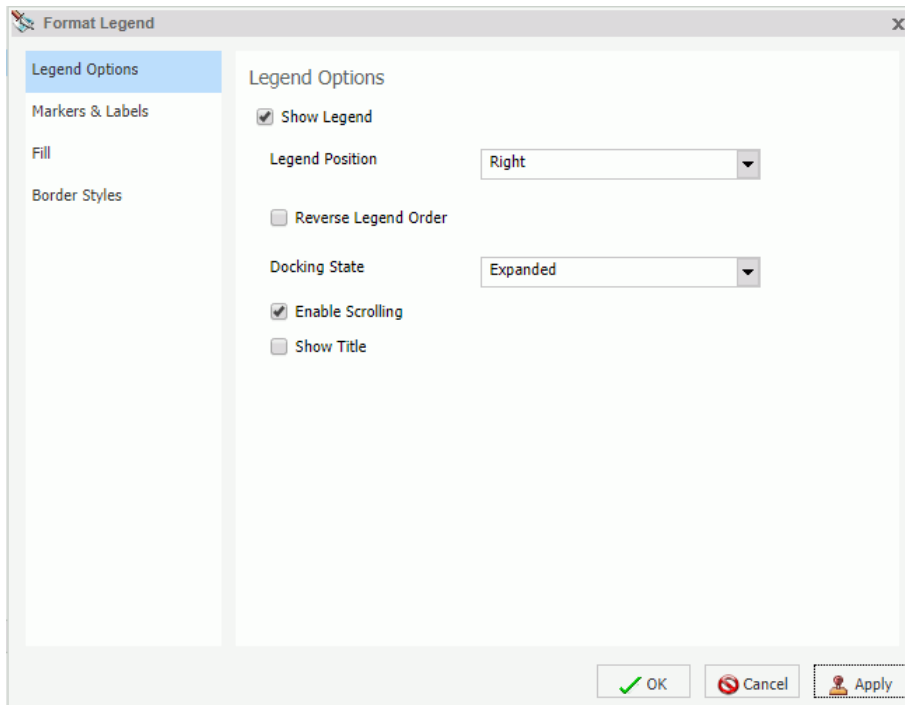 Format Legend
x
Legend Options
Markers & Labels
Fill
Border Styles
Legend Options
Show Legend
Legend Position
Right
Reverse Legend Order
Docking State
Expanded
Enable Scrolling
Show Title
OK
Cancel
Apply